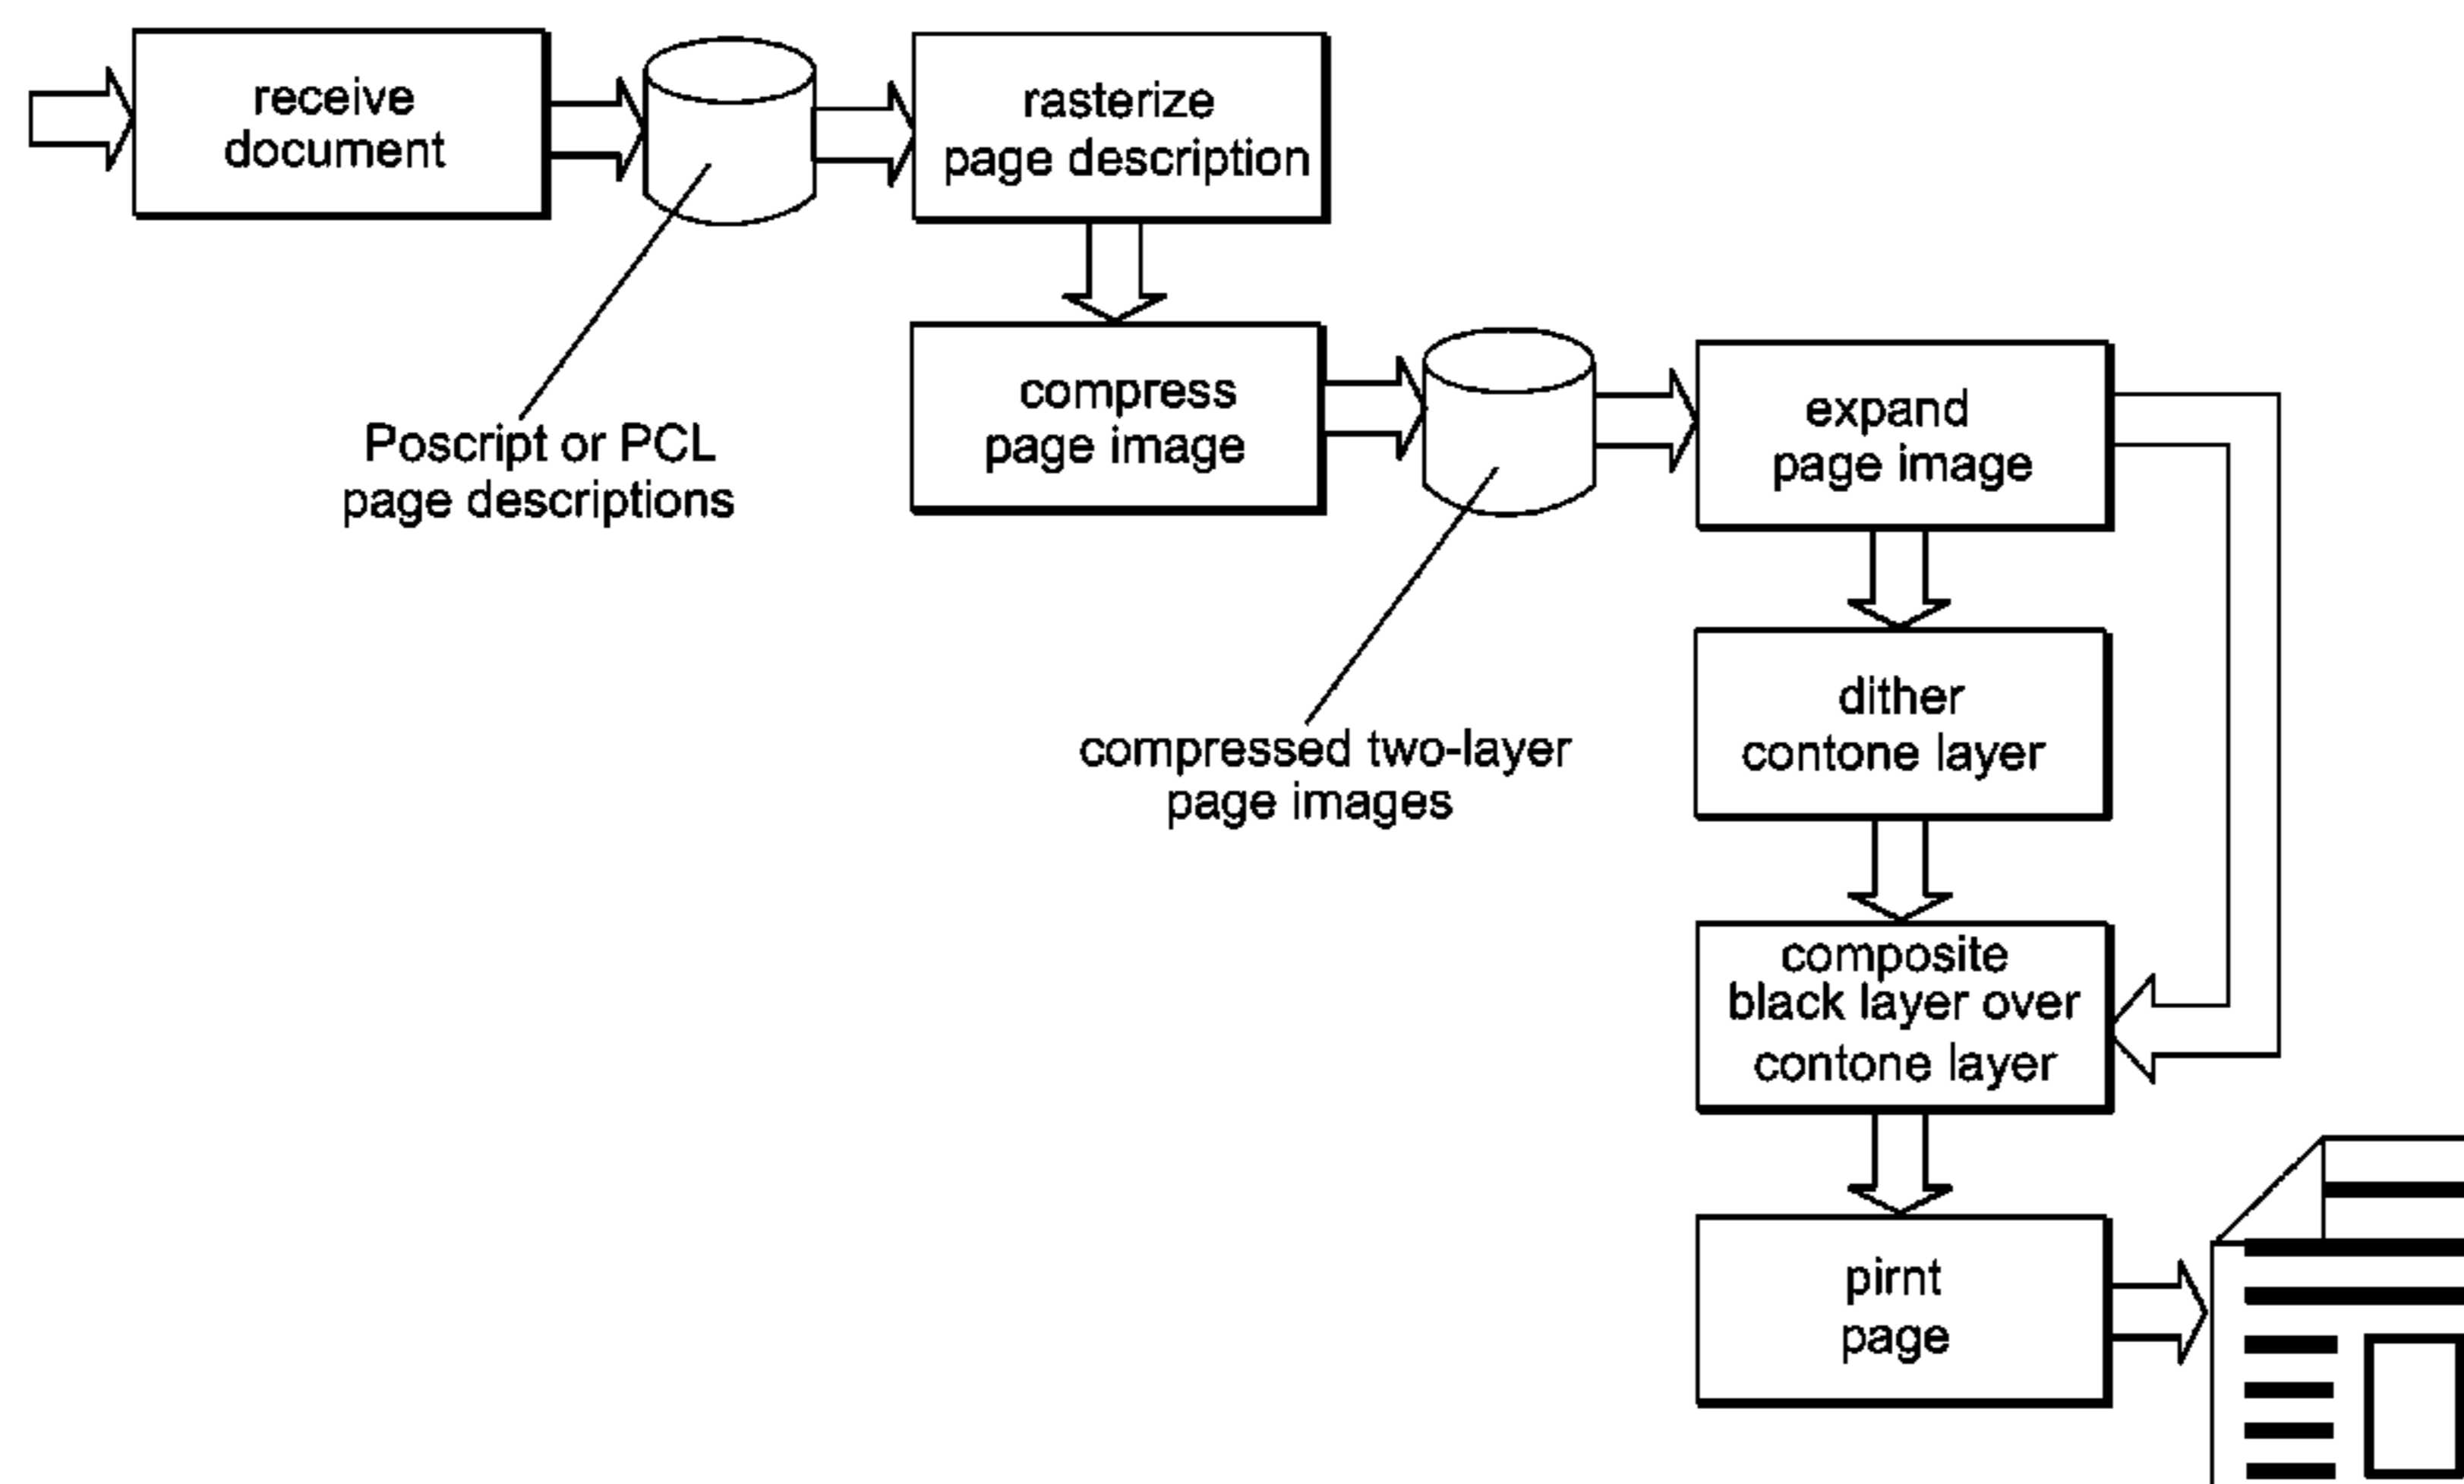 receive
document
rasterize
page description
Poscript or PCL
page descriptions
compress
page image
expand
page image
compressed two-layer
page images
dither
contone layer
composite
black layer over
contone layer
pirnt
page